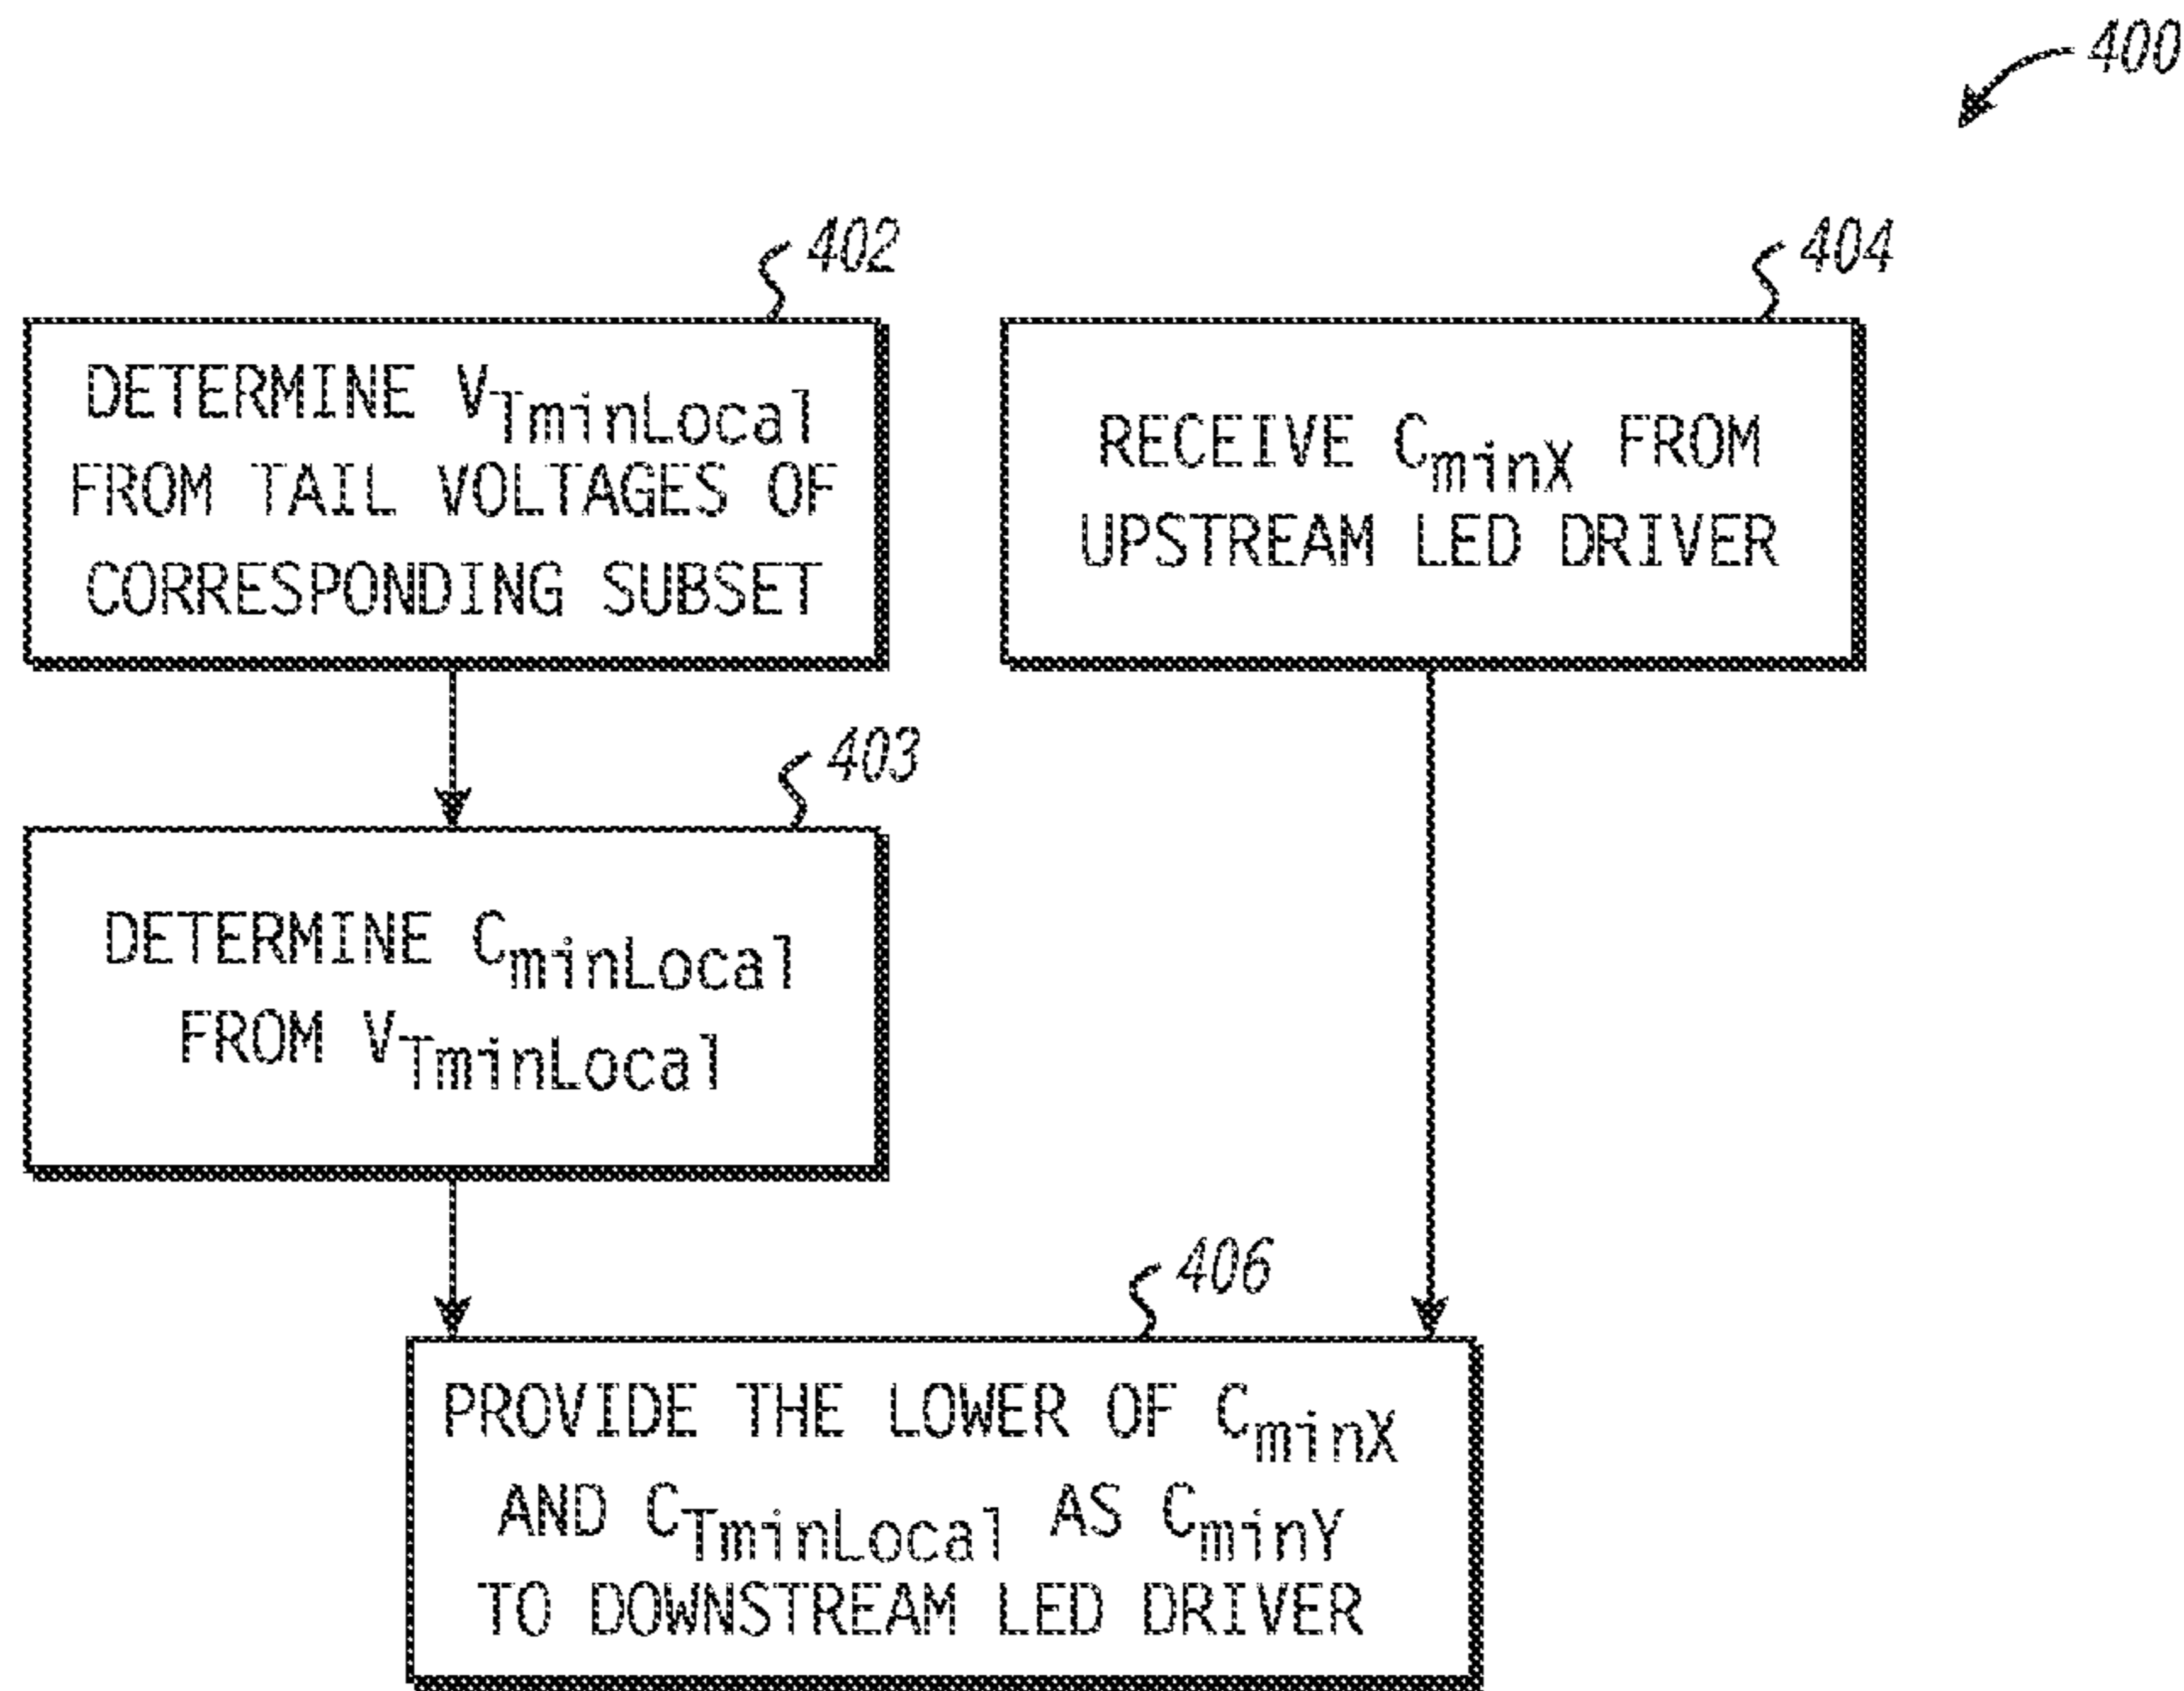 400
402
DETERMINE VTminLocal
FROM TAIL VOLTAGES OF
CORRESPONDING SUBSET
404
RECEIVE CminX FROM
UPSTREAM LED DRIVER
403
DETERMINE CminLocal
FROM VTminLocal
406
PROVIDE THE LOWER OF CminX
AND CTminLocal AS CminY
TO DOWNSTREAM LED DRIVER